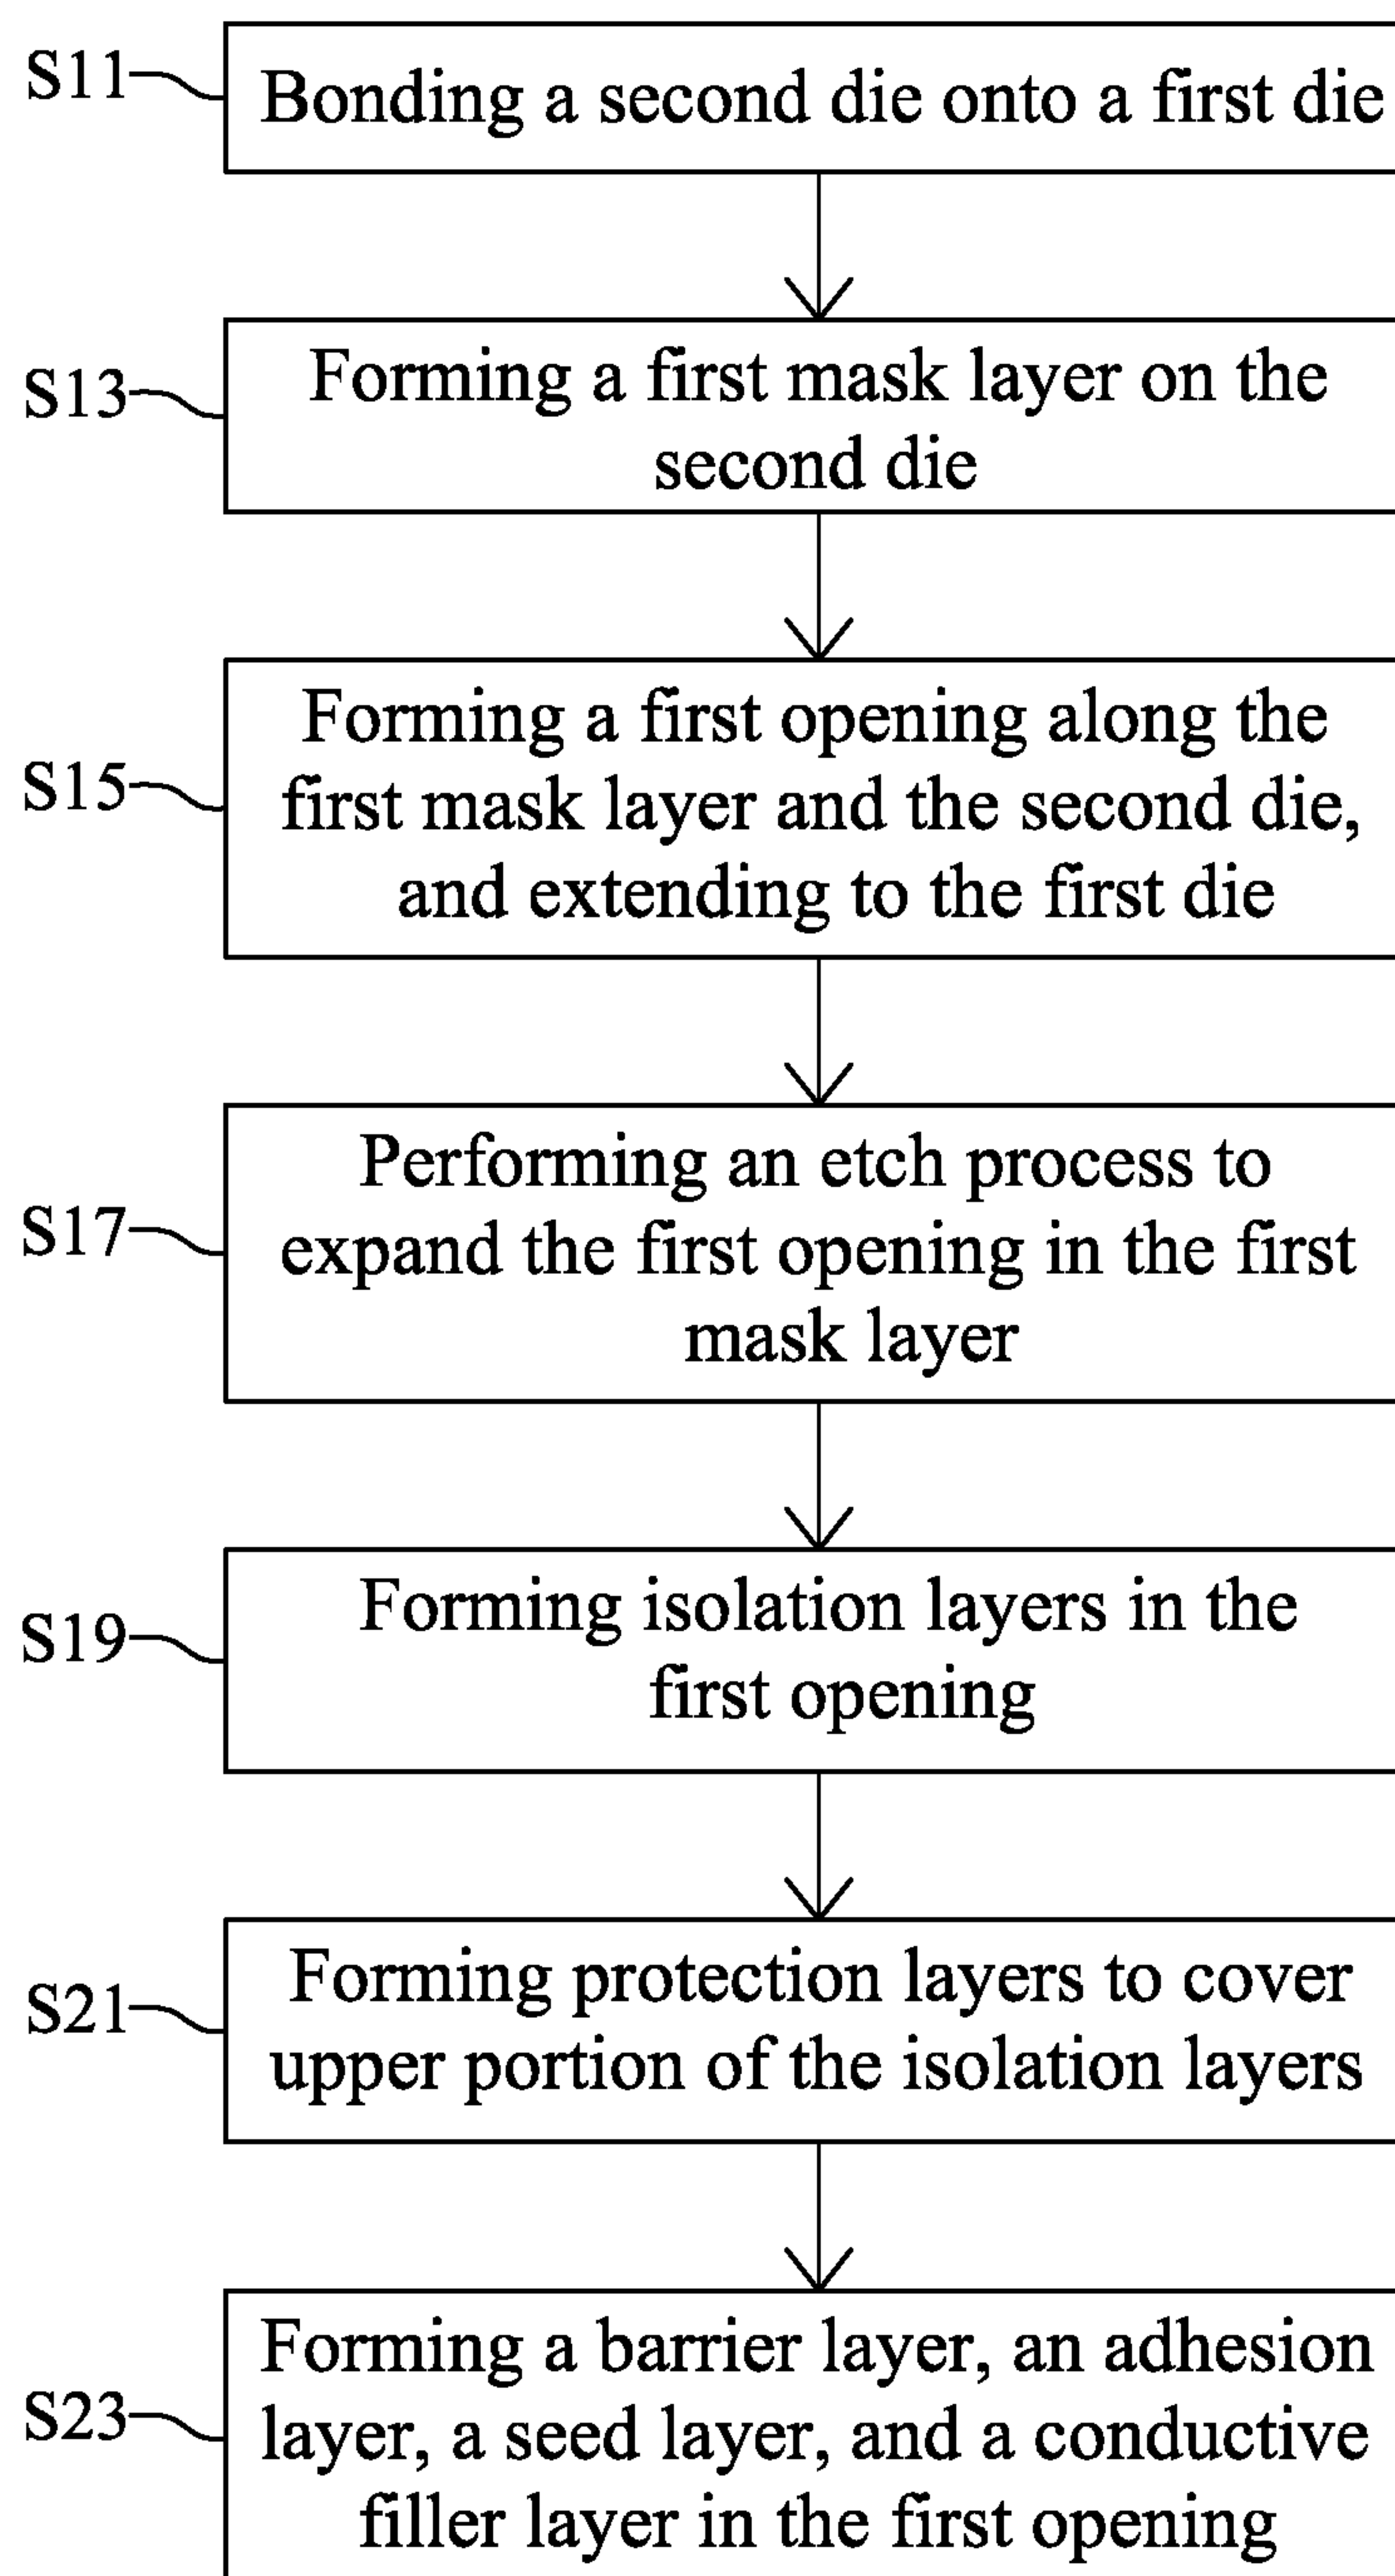 S11
Bonding a second die onto a first die
S13
Forming a first mask layer on the
second die
S15
Forming a first opening along the
first mask layer and the second die,
and extending to the first die
S17
Performing an etch process to
expand the first opening in the first
mask layer
S19
Forming isolation layers in the
first opening
S21
Forming protection layers to cover
upper portion of the isolation layers
S23
Forming a barrier layer, an adhesion
layer, a seed layer, and a conductive
filler layer in the first opening